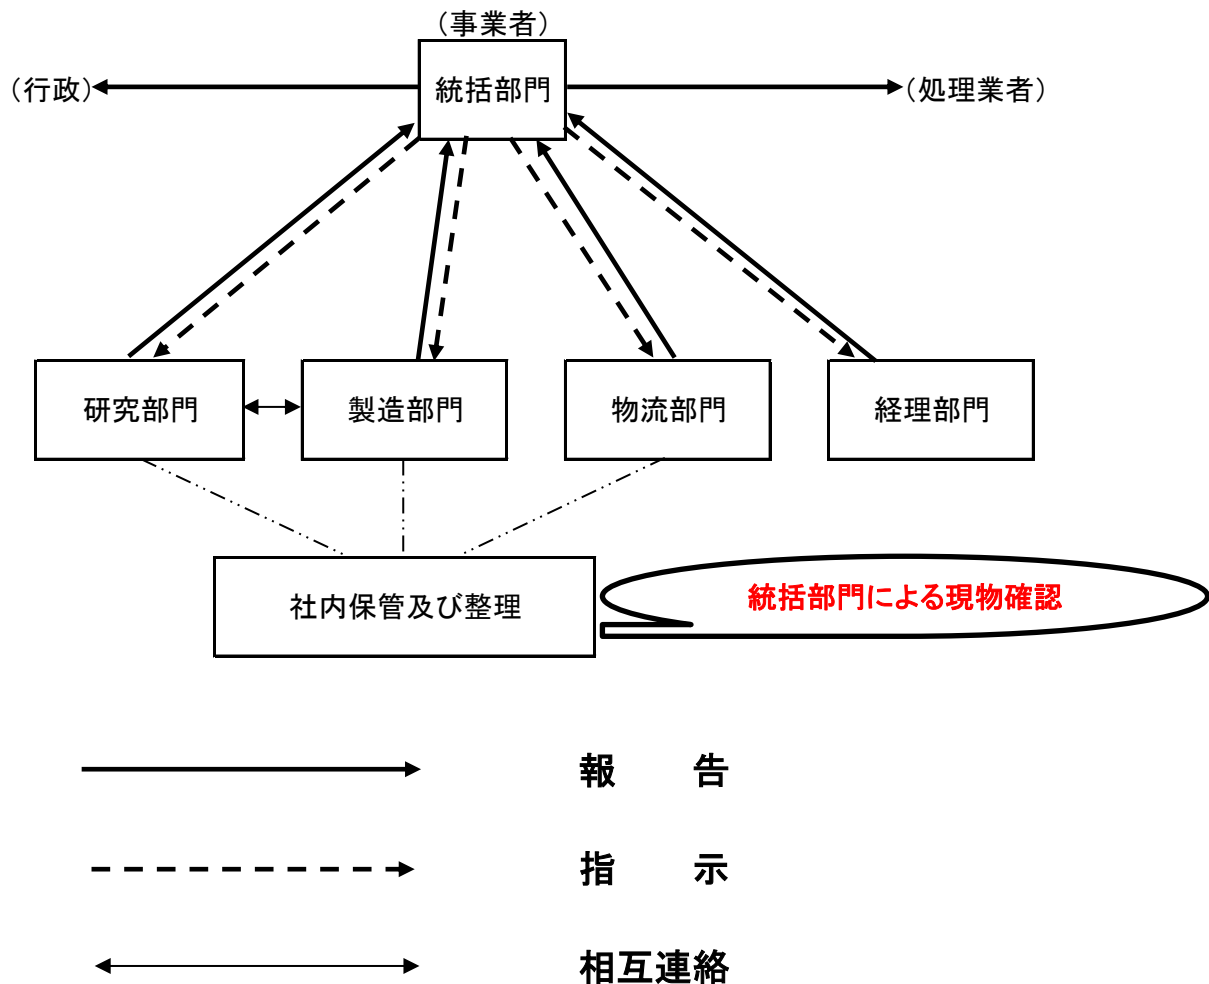 （事業者）
（行政）
統括部門
（処理業者）
研究部門
製造部門
物流部門
経理部門
社内保管及び整理
統括部門による現物確認
報　　告
指　　示
相互連絡